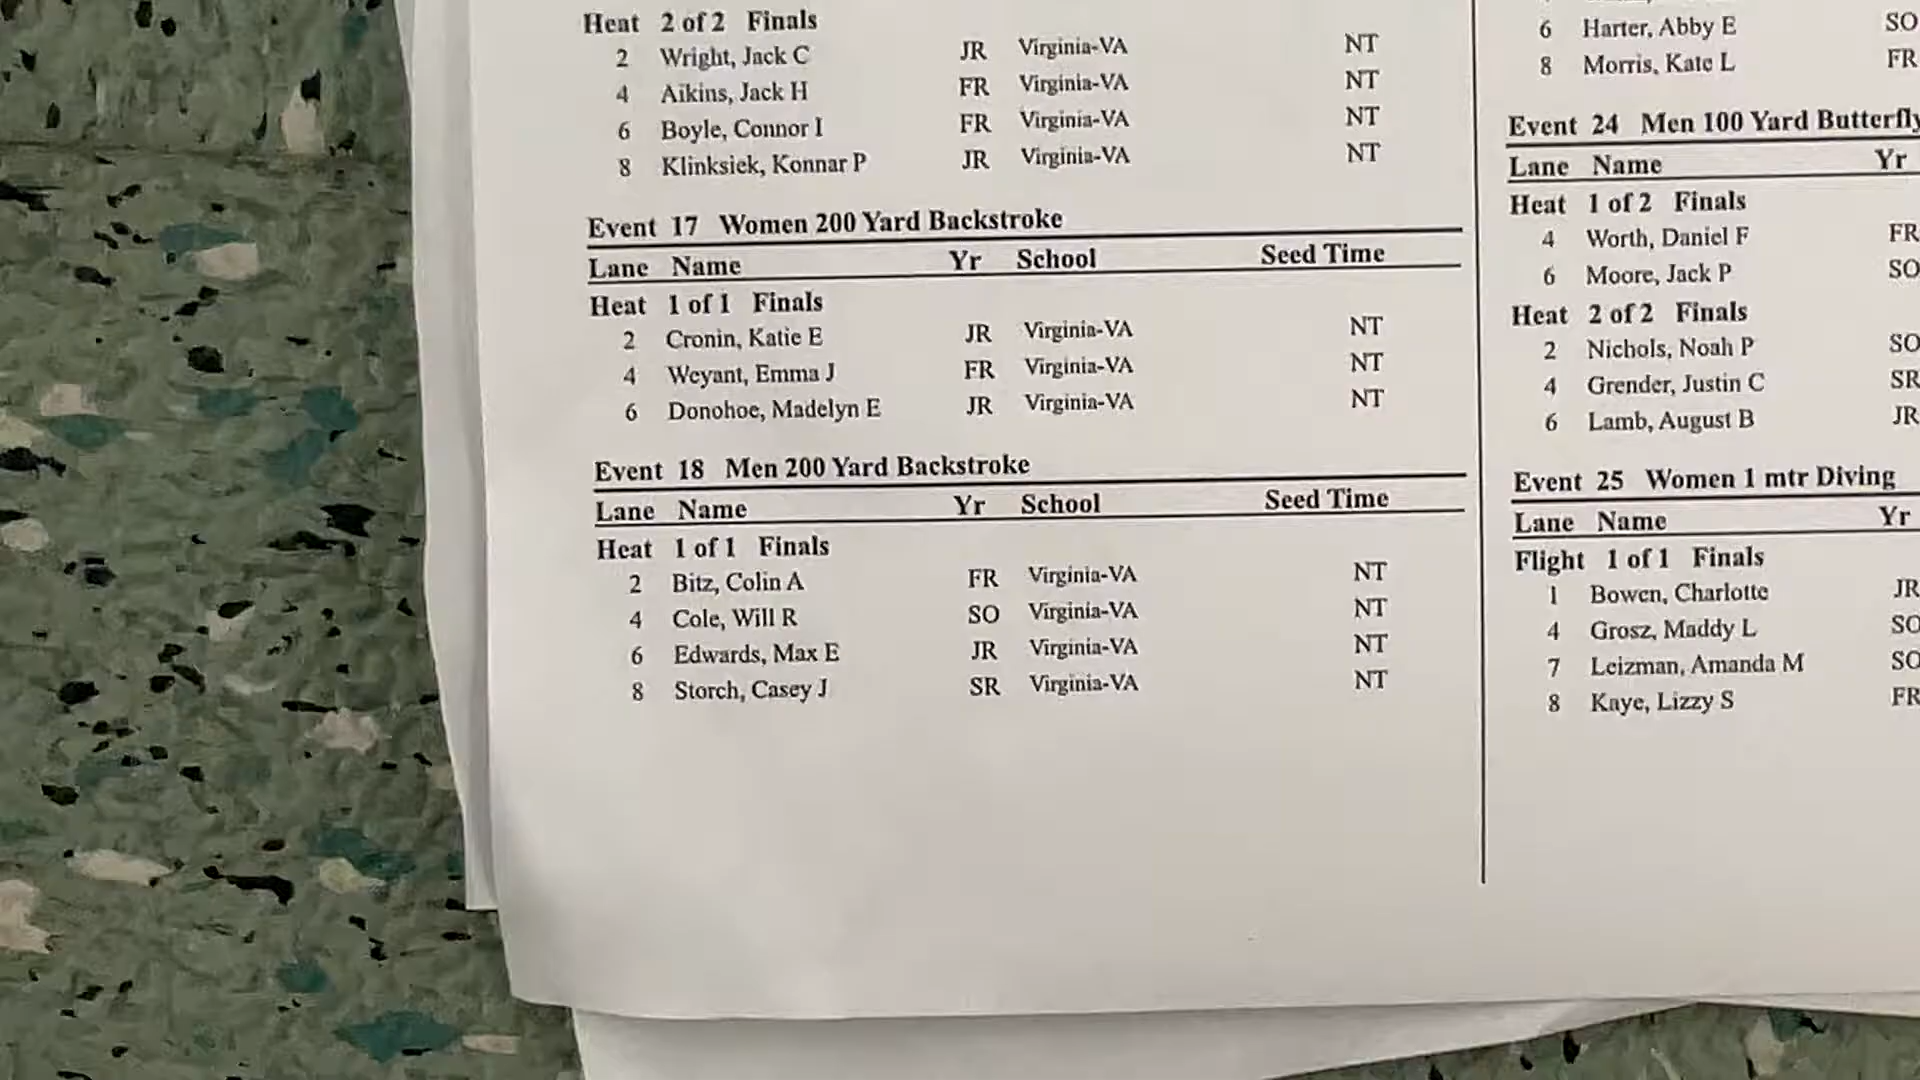 Heat 2 of 2 Finals
2 Wright, Jack C JR Virginia-VA NT
4 Aikins, Jack H FR Virginia-VA NT
6 Boyle, Connor I FR Virginia-VA NT
8 Klinksiek, Konnar P JR Virginia-VA NT
Event 17 Women 200 Yard Backstroke
Lane Name Yr School Seed Time
Heat 1 of 1 Finals
2 Cronin, Katie E JR Virginia-VA NT
4 Weyant, Emma J FR Virginia-VA NT
6 Donohoe, Madelyn E JR Virginia-VA NT
Event 18 Men 200 Yard Backstroke
Lane Name Yr School Seed Time
Heat 1 of 1 Finals
2 Bitz, Colin A FR Virginia-VA NT
4 Cole, Will R SO Virginia-VA NT
6 Edwards, Max E JR Virginia-VA NT
8 Storch, Casey J SR Virginia-VA NT
6 Harter, Abby E SO
8 Morris, Kate L FR
Event 24 Men 100 Yard Butterfly
Lane Name Yr
Heat 1 of 2 Finals
4 Worth, Daniel F FR
6 Moore, Jack P SO
Heat 2 of 2 Finals
2 Nichols, Noah P SO
4 Grender, Justin C SR
6 Lamb, August B JR
Event 25 Women 1 mtr Diving
Lane Name Yr
Flight 1 of 1 Finals
1 Bowen, Charlotte JR
4 Grosz, Maddy L SO
7 Leizman, Amanda M SO
8 Kaye, Lizzy S FR